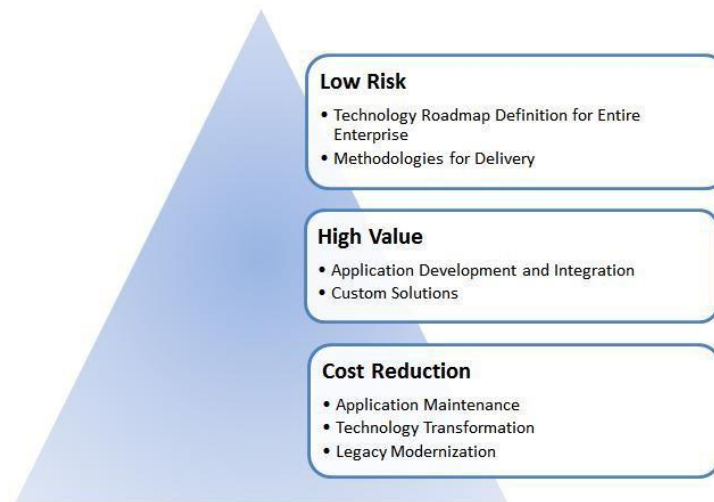 Low Risk
• Technology Roadmap Definition for Entire
Enterprise
• Methodologies for Delivery
High Value
• Application Development and Integration
• Custom Solutions
Cost Reduction
• Application Maintenance
• Technology Transformation
• Legacy Modernization